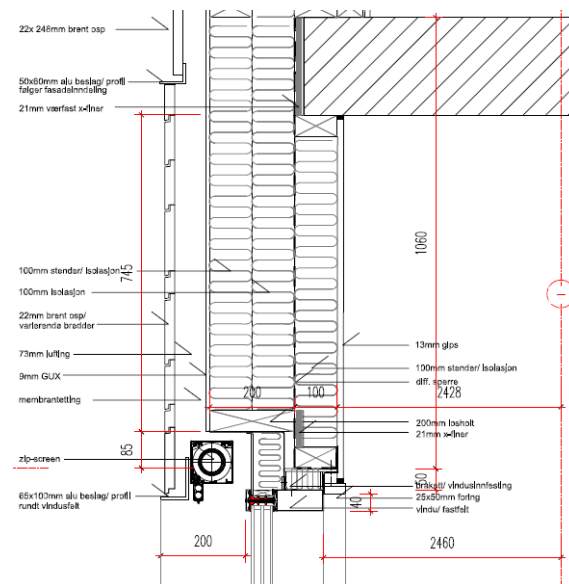 22x 248mm brent osp
50x60mm alu beslag/ profil
følger fasadeinndeling
21mm værfast x-finer
745
100mm stender/ isolasjon
100mm isolasjon
22mm brent osp/
varierende bredder
73mm lufting
9mm GUX
membrantetting
85
zip-screen
65x100mm alu beslag/ profil
rundt vindusfelt
200
200
100
1060
13mm gips
100mm stender/ isolasjon
diff. sperre
2428
200mm losholt
21mm x-finer
50
brakett/ vindusinnfesting
25x50mm foring
vindu/ fastfelt
40
2460